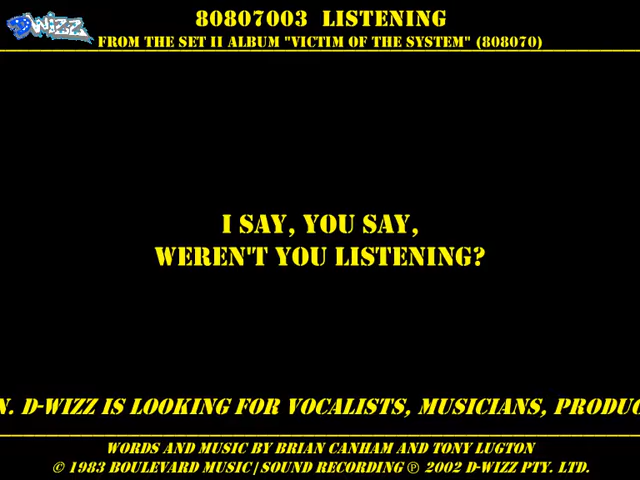 D-Wizz
80807003 LISTENING
FROM THE SET II ALBUM "VICTIM OF THE SYSTEM" (808070)
I SAY, YOU SAY,
WEREN'T YOU LISTENING?
N. D-WIZZ IS LOOKING FOR VOCALISTS, MUSICIANS, PRODUC
WORDS AND MUSIC BY BRIAN CANHAM AND TONY LUGTON
© 1983 BOULEVARD MUSIC | SOUND RECORDING ℗ 2002 D-WIZZ PTY. LTD.